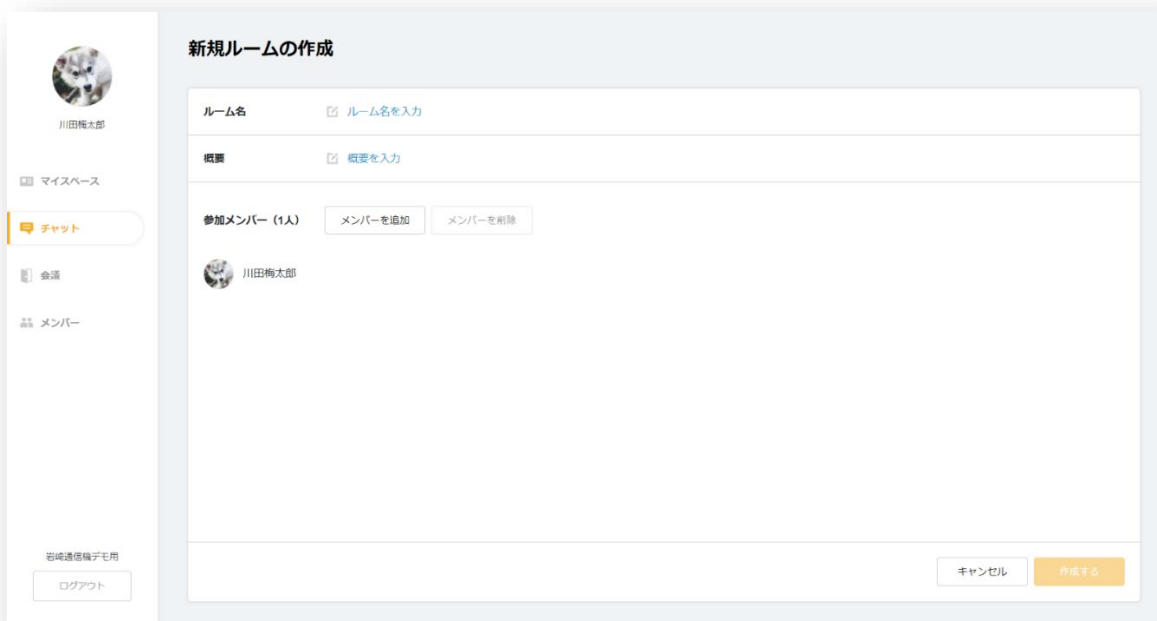 川田梅太郎
マイスペース
チャット
会議
メンバー
岩崎通信機デモ用
ログアウト
新規ルームの作成
ルーム名 ルーム名を入力
概要 概要を入力
参加メンバー（1人） メンバーを追加 メンバーを削除
川田梅太郎
キャンセル 作成する